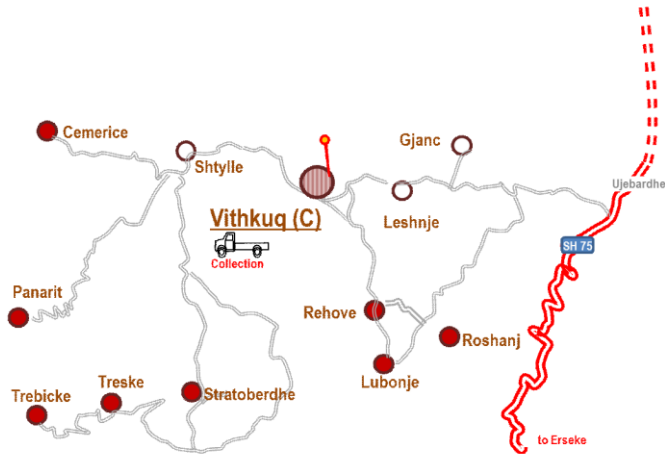 Cemerice
Shtylle
Gjanc
Ujebardhe
Leshnje
Vithkuq (C)
Collection
SH 75
Panarit
Rehove
Roshanj
Lubonje
Trebicke
Treske
Stratoberdhe
to Erseke